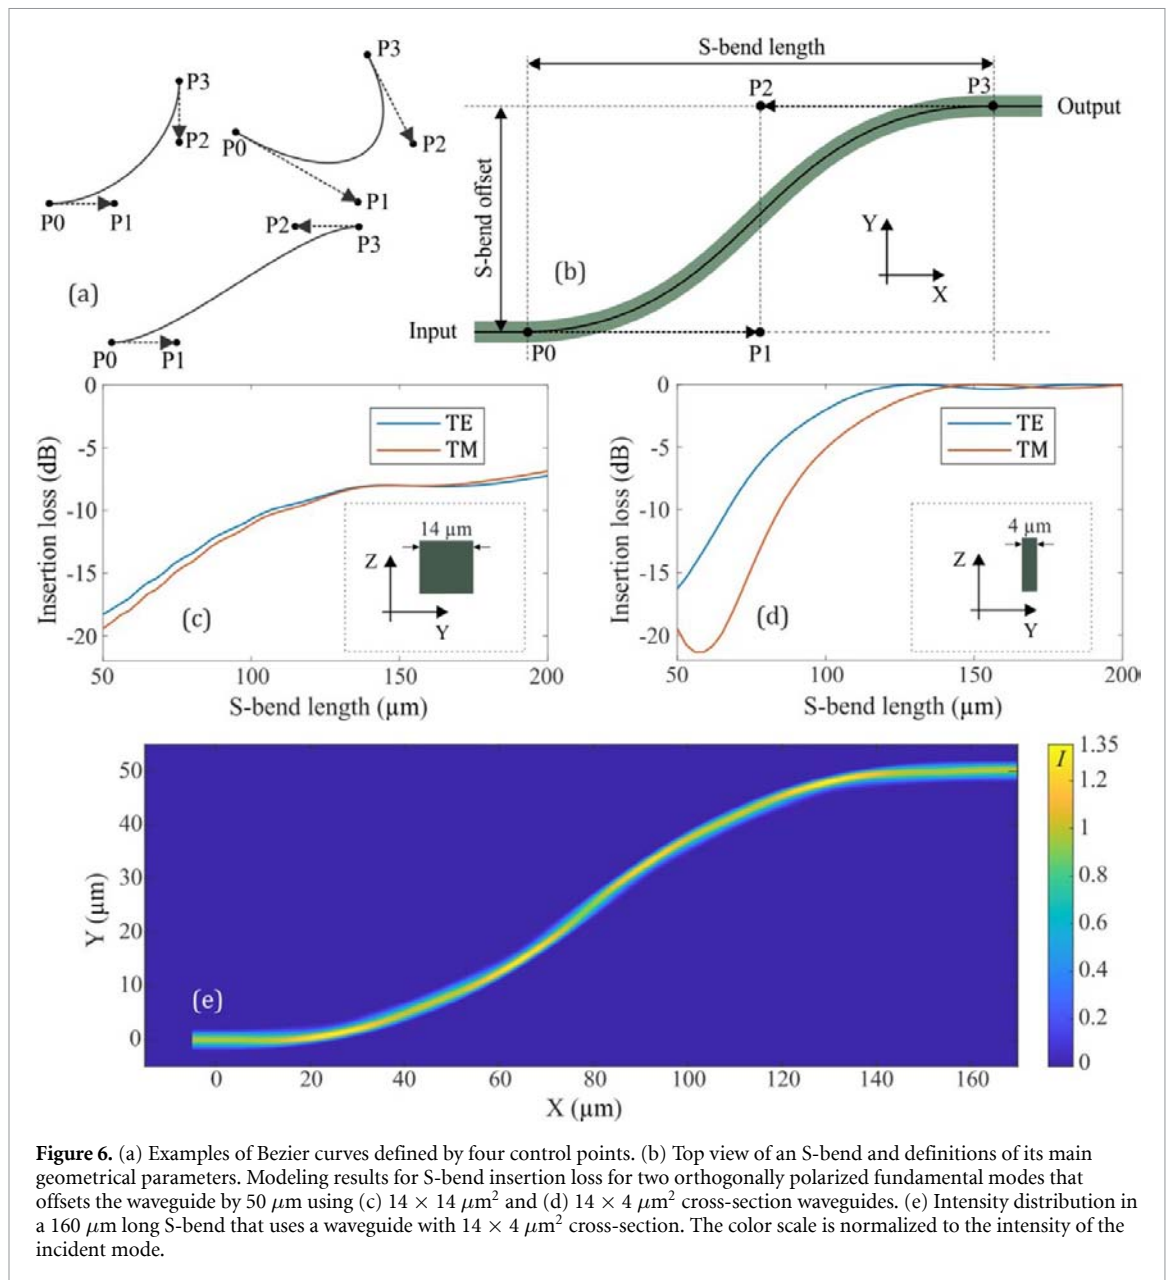 P3
P2
P0
P1
P3
P0
P2
P1
P2
P3
P0
P1
(a)
S-bend length
P2
P3
Output
S-bend offset
(b)
Y
X
Input
P0
P1
0
-5
-10
-15
-20
50
100
150
200
Insertion loss (dB)
S-bend length (μm)
TE
TM
14 μm
Z
Y
(c)
0
-5
-10
-15
-20
50
100
150
200
Insertion loss (dB)
S-bend length (μm)
TE
TM
4 μm
Z
Y
(d)
50
40
30
20
10
0
Y (μm)
(e)
0
20
40
60
80
100
120
140
160
X (μm)
I
1.35
1.2
1
0.8
0.6
0.4
0.2
0
Figure 6. (a) Examples of Bezier curves defined by four control points. (b) Top view of an S-bend and definitions of its main
geometrical parameters. Modeling results for S-bend insertion loss for two orthogonally polarized fundamental modes that
offsets the waveguide by 50 μm using (c) 14 × 14 μm² and (d) 14 × 4 μm² cross-section waveguides. (e) Intensity distribution in
a 160 μm long S-bend that uses a waveguide with 14 × 4 μm² cross-section. The color scale is normalized to the intensity of the
incident mode.